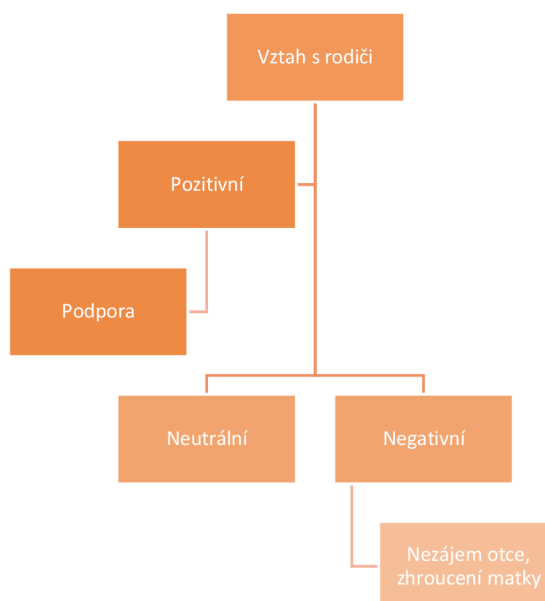 Vztah s rodiči
Pozitivní
Podpora
Neutrální
Negativní
Nezájem otce,
zhroucení matky